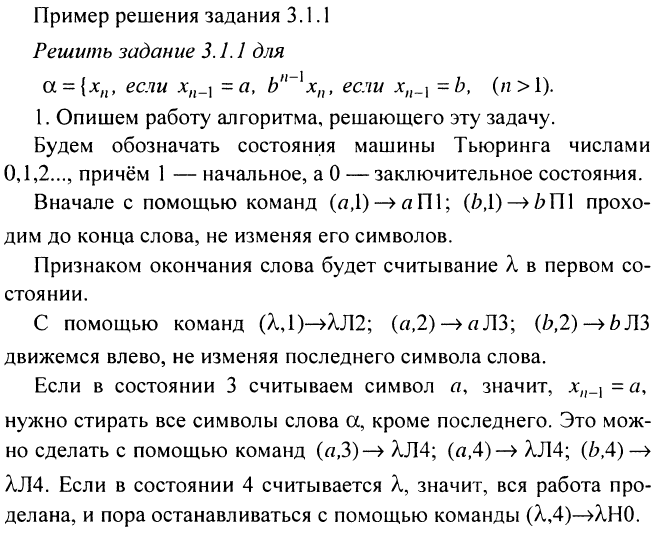 Пример решения задания 3.1.1
Решить задание 3.1.1 для
α = {xₙ, если xₙ₋₁ = a, bⁿ⁻¹xₙ, если xₙ₋₁ = b, (n > 1).
1. Опишем работу алгоритма, решающего эту задачу.
Будем обозначать состояния машины Тьюринга числами
0,1,2..., причём 1 — начальное, а 0 — заключительное состояния.
Вначале с помощью команд (a,1)→aП1; (b,1)→bП1 прохо-
дим до конца слова, не изменяя его символов.
Признаком окончания слова будет считывание λ в первом со-
стоянии.
С помощью команд (λ,1)→λЛ2; (a,2)→aЛ3; (b,2)→bЛ3
движемся влево, не изменяя последнего символа слова.
Если в состоянии 3 считываем символ a, значит, xₙ₋₁ = a,
нужно стирать все символы слова α, кроме последнего. Это мож-
но сделать с помощью команд (a,3)→ λЛ4; (a,4)→ λЛ4; (b,4)→
λЛ4. Если в состоянии 4 считывается λ, значит, вся работа про-
делана, и пора останавливаться с помощью команды (λ,4)→λН0.